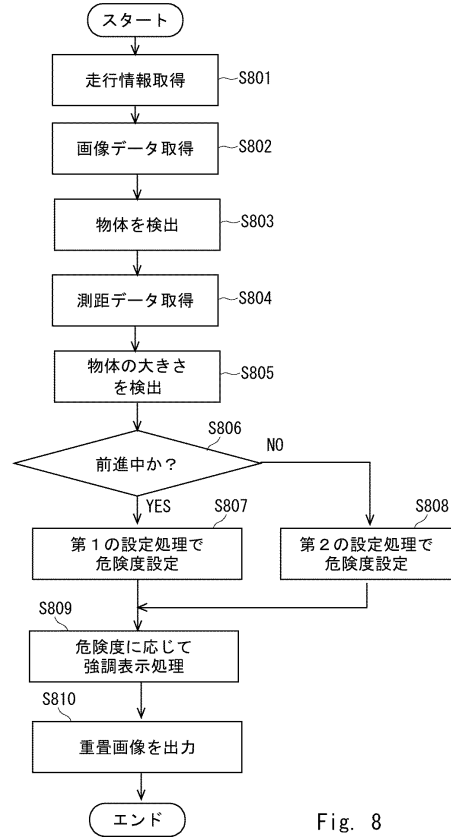 スタート
走行情報取得
S801
画像データ取得
S802
物体を検出
S803
測距データ取得
S804
物体の大きさ
を検出
S805
S806
前進中か？
NO
YES
S807
第１の設定処理で
危険度設定
S808
第２の設定処理で
危険度設定
S809
危険度に応じて
強調表示処理
S810
重畳画像を出力
エンド
Fig. 8